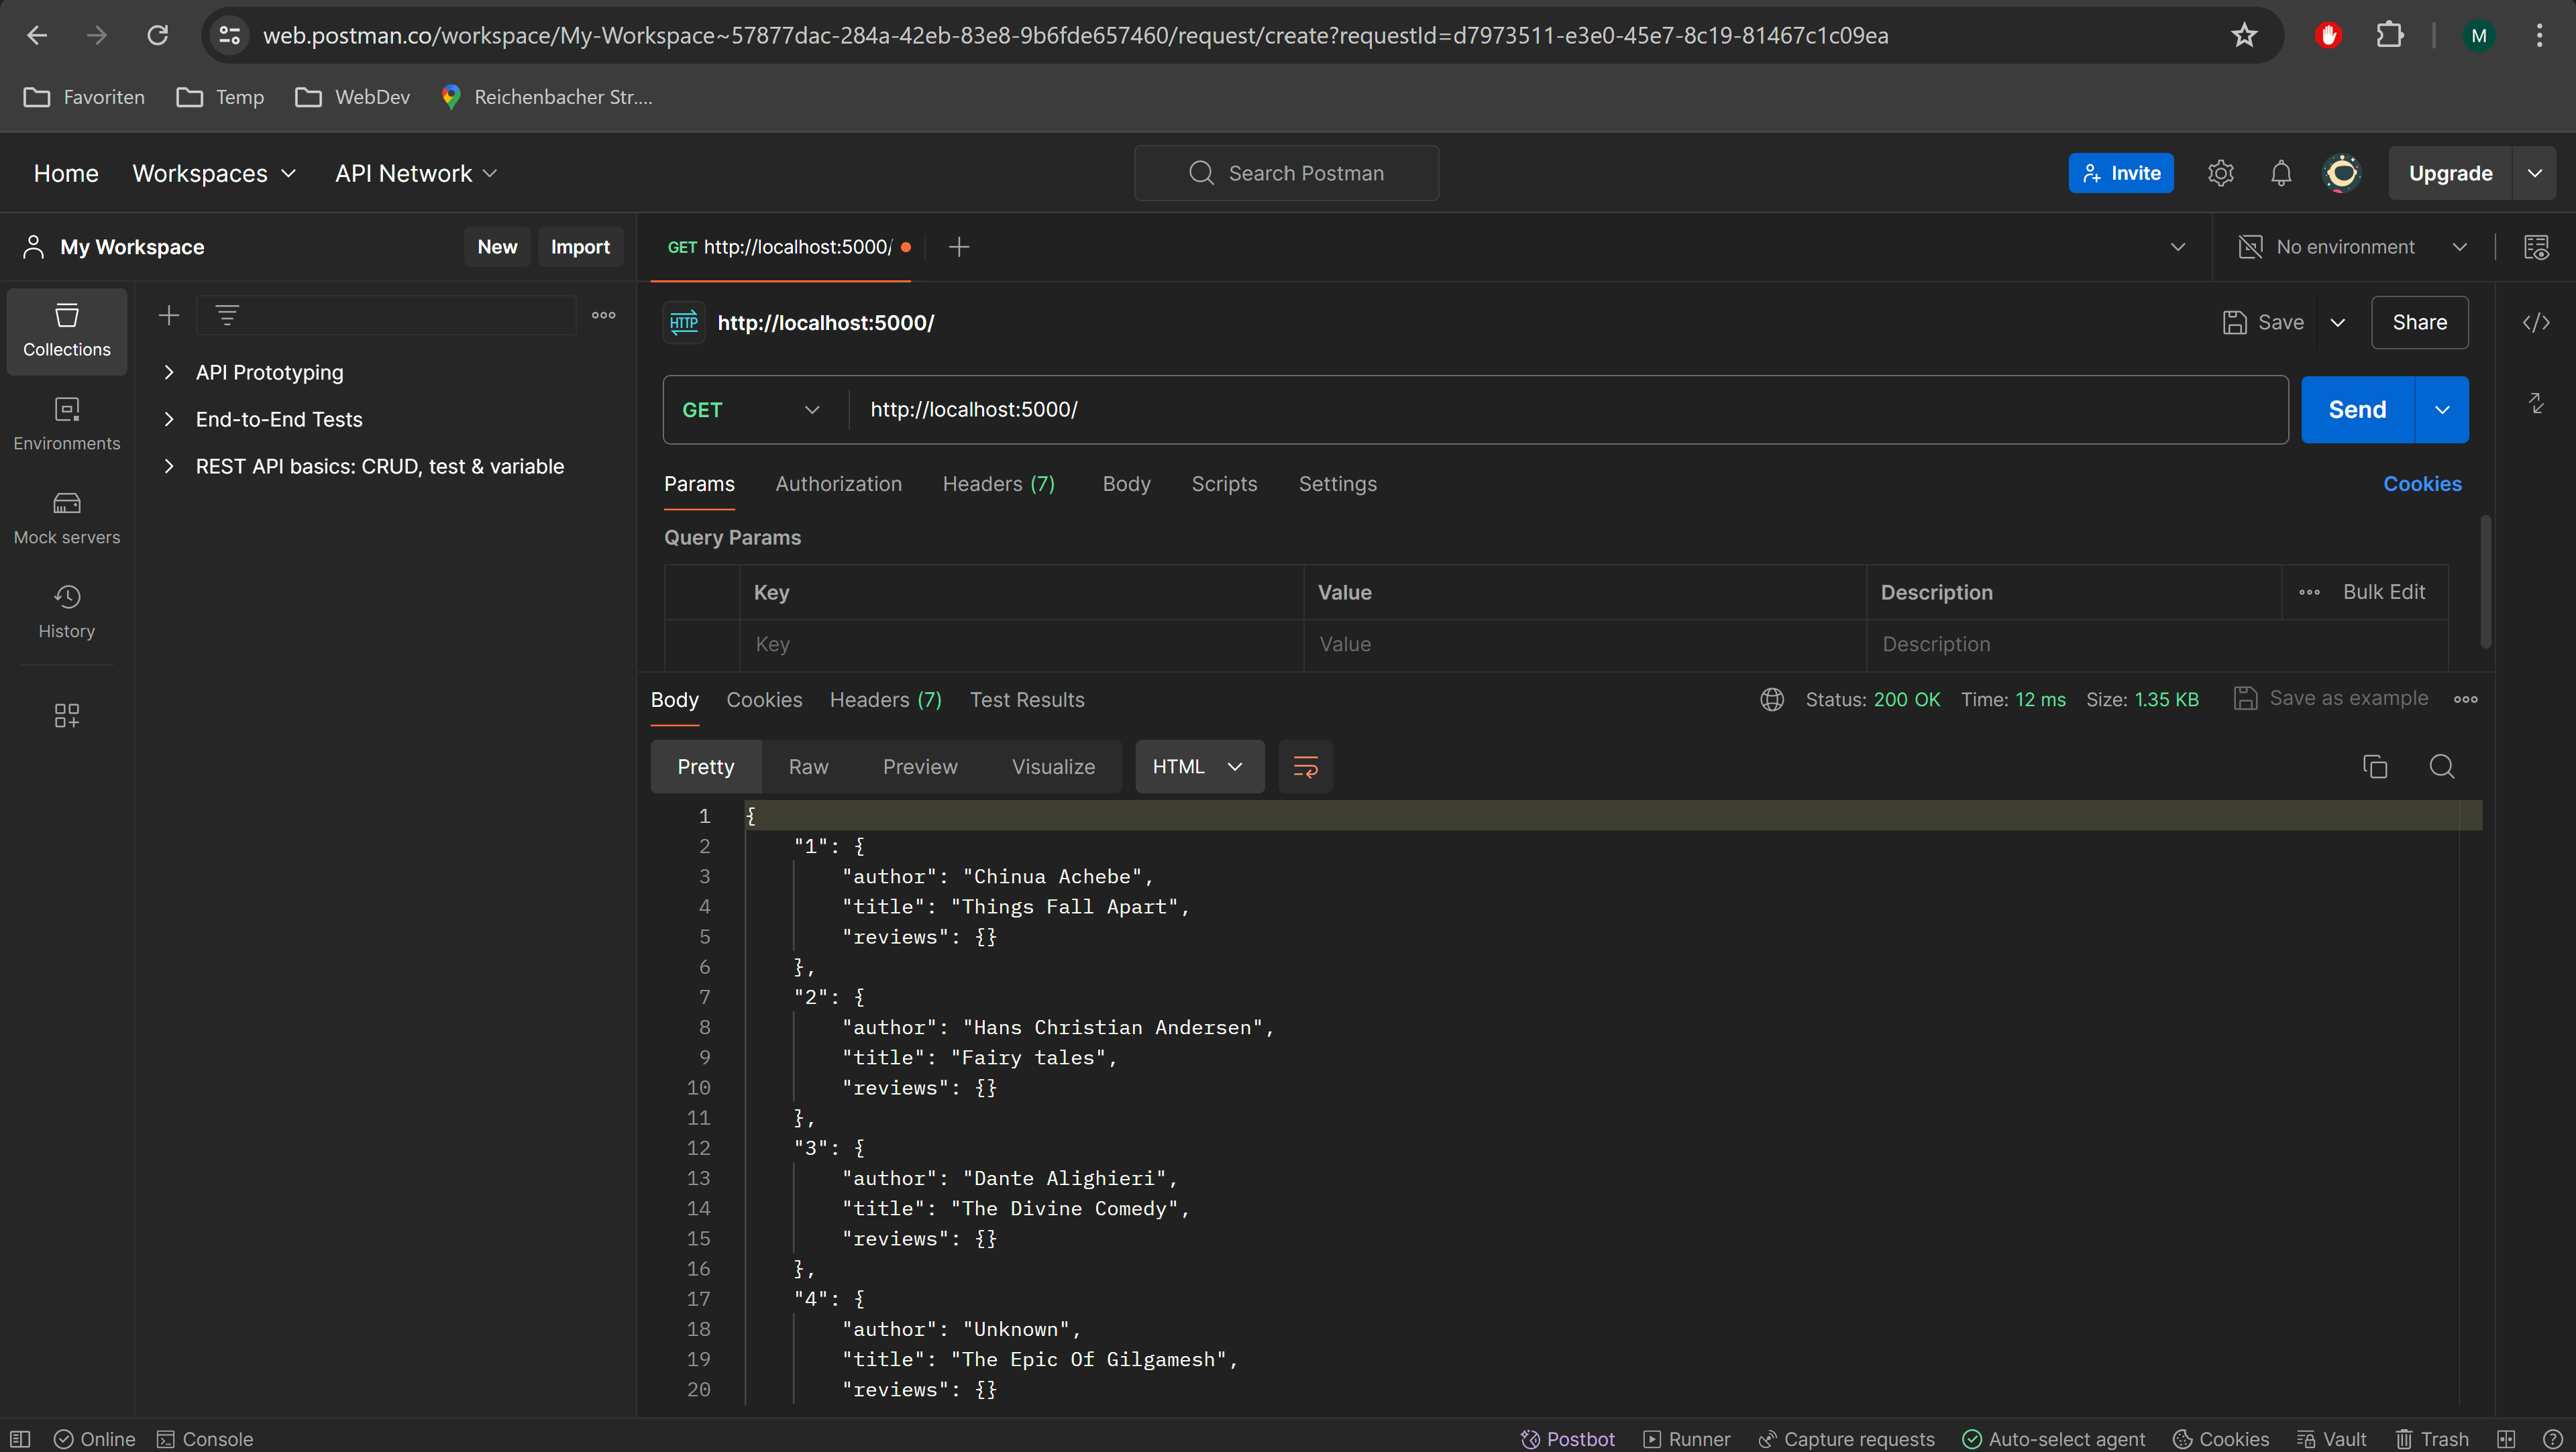 web.postman.co/workspace/My-Workspace~57877dac-284a-42eb-83e8-9b6fde657460/request/create?requestId=d7973511-e3e0-45e7-8c19-81467c1c09ea
M
Favoriten Temp WebDev Reichenbacher Str....
Home Workspaces API Network Search Postman Invite Upgrade
My Workspace New Import GET http://localhost:5000/ No environment
Collections
Environments
Mock servers
History
API Prototyping
End-to-End Tests
REST API basics: CRUD, test & variable
HTTP http://localhost:5000/ Save Share
GET http://localhost:5000/ Send
Params Authorization Headers (7) Body Scripts Settings Cookies
Query Params
Key Value Description Bulk Edit
Key Value Description
Body Cookies Headers (7) Test Results Status: 200 OK Time: 12 ms Size: 1.35 KB Save as example
Pretty Raw Preview Visualize HTML
1 {
2 "1": {
3 "author": "Chinua Achebe",
4 "title": "Things Fall Apart",
5 "reviews": {}
6 },
7 "2": {
8 "author": "Hans Christian Andersen",
9 "title": "Fairy tales",
10 "reviews": {}
11 },
12 "3": {
13 "author": "Dante Alighieri",
14 "title": "The Divine Comedy",
15 "reviews": {}
16 },
17 "4": {
18 "author": "Unknown",
19 "title": "The Epic Of Gilgamesh",
20 "reviews": {}
Online Console Postbot Runner Capture requests Auto-select agent Cookies Vault Trash